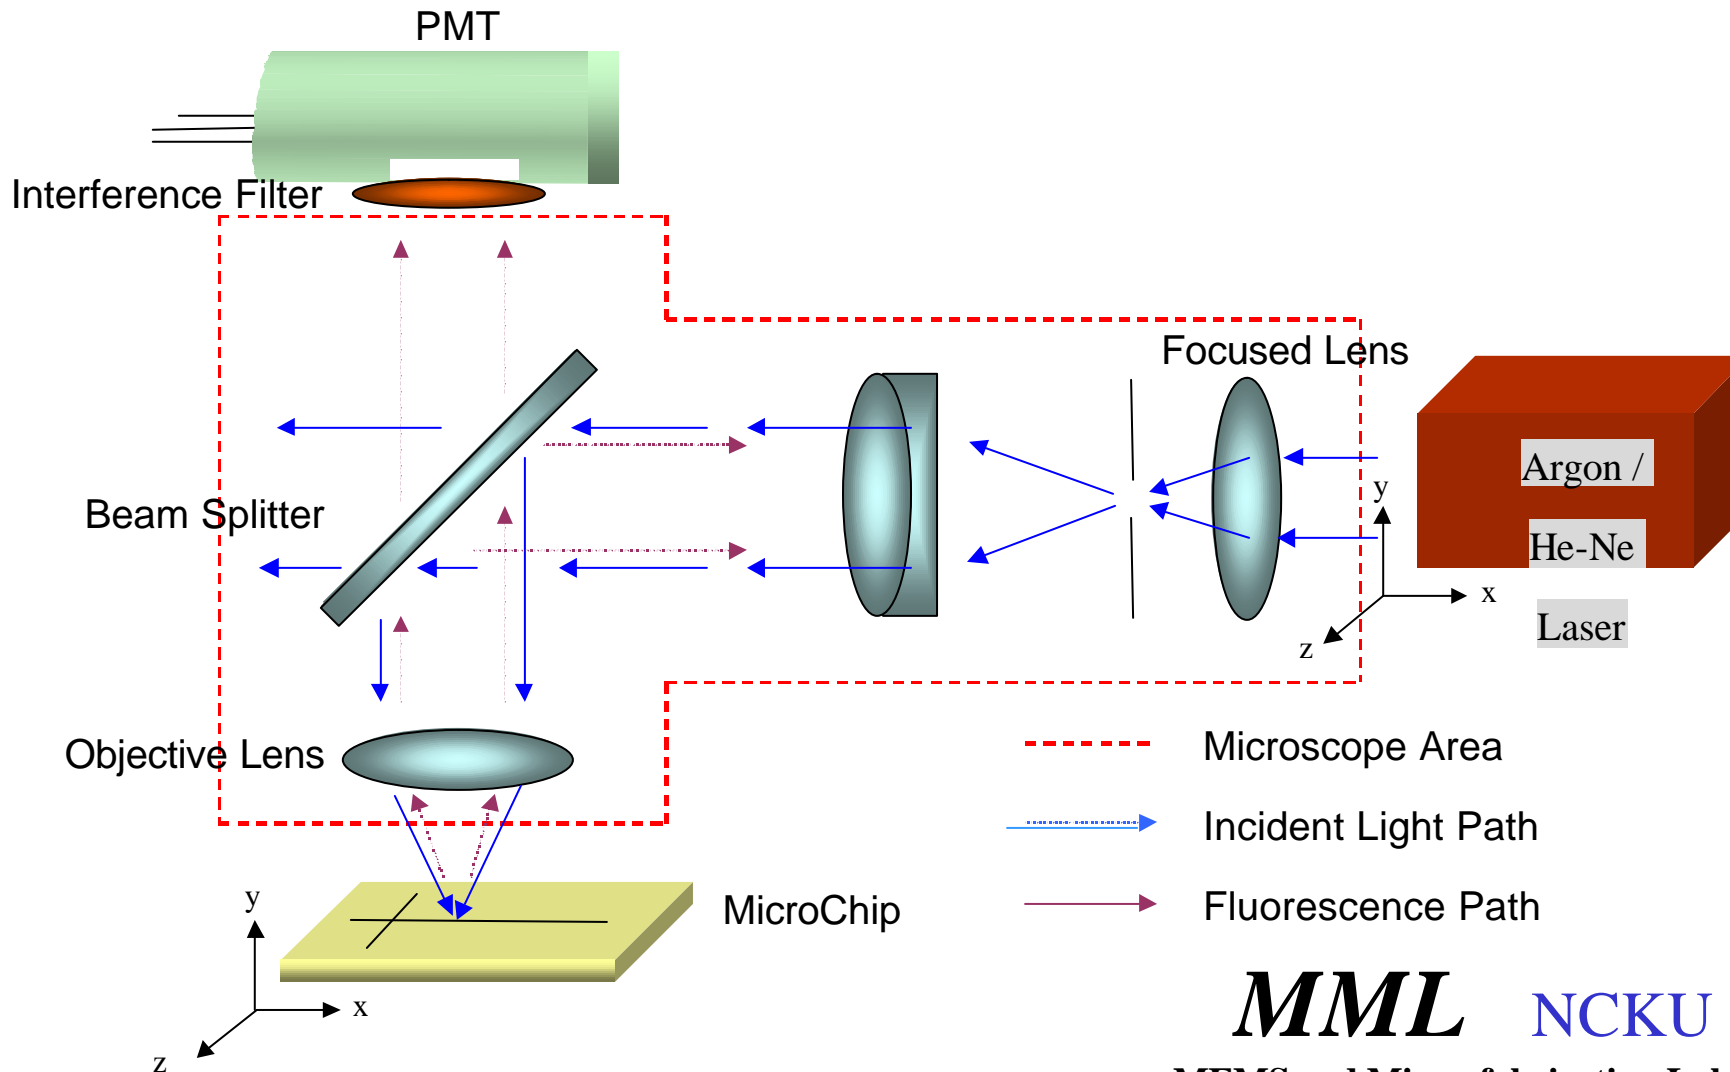 PMT
Interference Filter
Focused Lens
Argon /
He-Ne
Laser
y
x
z
Beam Splitter
Objective Lens
Microscope Area
Incident Light Path
Fluorescence Path
MicroChip
y
x
z
MML NCKU